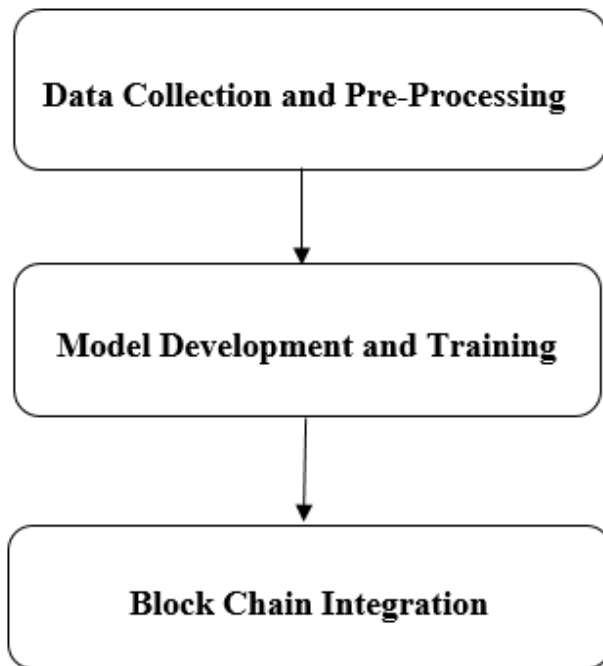 Data Collection and Pre-Processing
Model Development and Training
Block Chain Integration